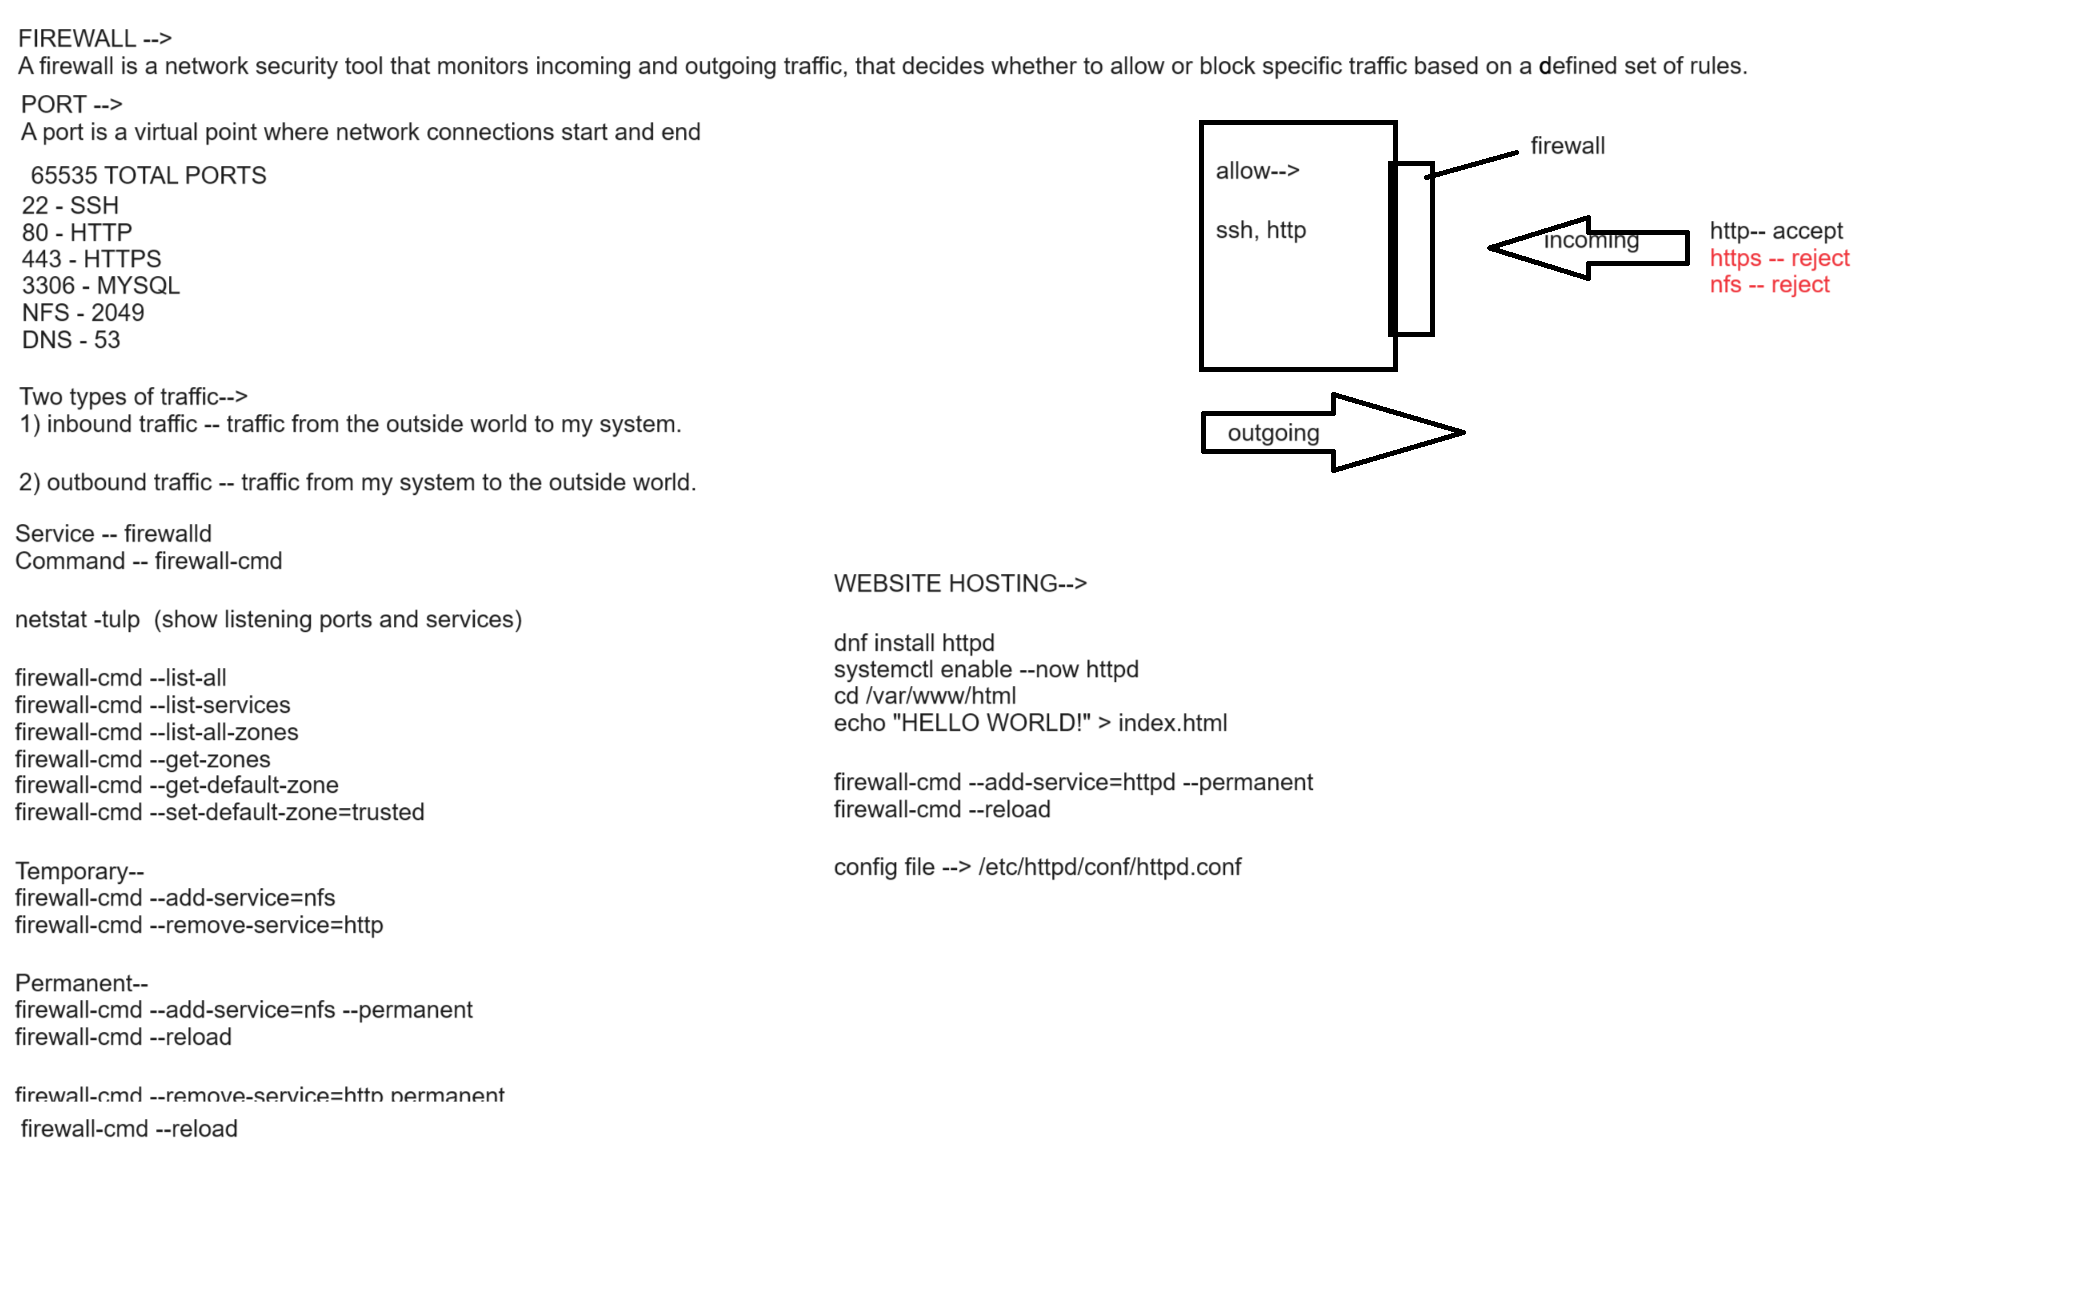 FIREWALL -->
A firewall is a network security tool that monitors incoming and outgoing traffic, that decides whether to allow or block specific traffic based on a defined set of rules.
PORT -->
A port is a virtual point where network connections start and end
65535 TOTAL PORTS
22 - SSH
80 - HTTP
443 - HTTPS
3306 - MYSQL
NFS - 2049
DNS - 53
firewall
allow-->
ssh, http
incoming
http-- accept
https -- reject
nfs -- reject
outgoing
Two types of traffic-->
1) inbound traffic -- traffic from the outside world to my system.
2) outbound traffic -- traffic from my system to the outside world.
Service -- firewalld
Command -- firewall-cmd
netstat -tulp  (show listening ports and services)
firewall-cmd --list-all
firewall-cmd --list-services
firewall-cmd --list-all-zones
firewall-cmd --get-zones
firewall-cmd --get-default-zone
firewall-cmd --set-default-zone=trusted
Temporary--
firewall-cmd --add-service=nfs
firewall-cmd --remove-service=http
Permanent--
firewall-cmd --add-service=nfs --permanent
firewall-cmd --reload
firewall-cmd --remove-service=http permanent
firewall-cmd --reload
WEBSITE HOSTING-->
dnf install httpd
systemctl enable --now httpd
cd /var/www/html
echo "HELLO WORLD!" > index.html
firewall-cmd --add-service=httpd --permanent
firewall-cmd --reload
config file --> /etc/httpd/conf/httpd.conf